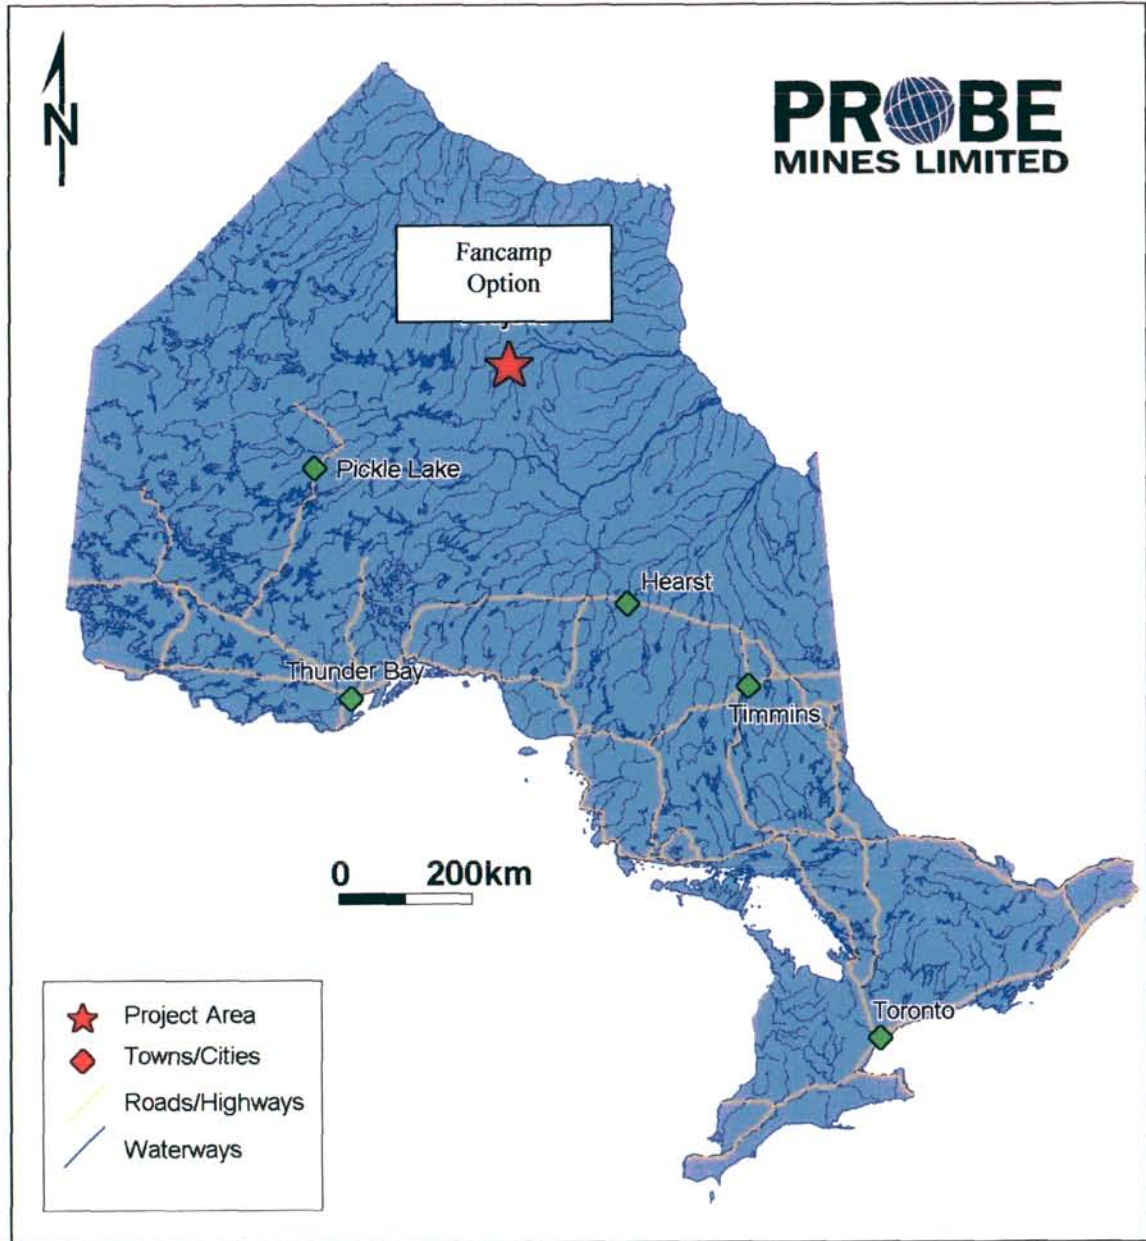 N
PROBE
MINES LIMITED
Fancamp
Option
Pickle Lake
Hearst
Thunder Bay
Timmins
0 200km
Toronto
Project Area
Towns/Cities
Roads/Highways
Waterways